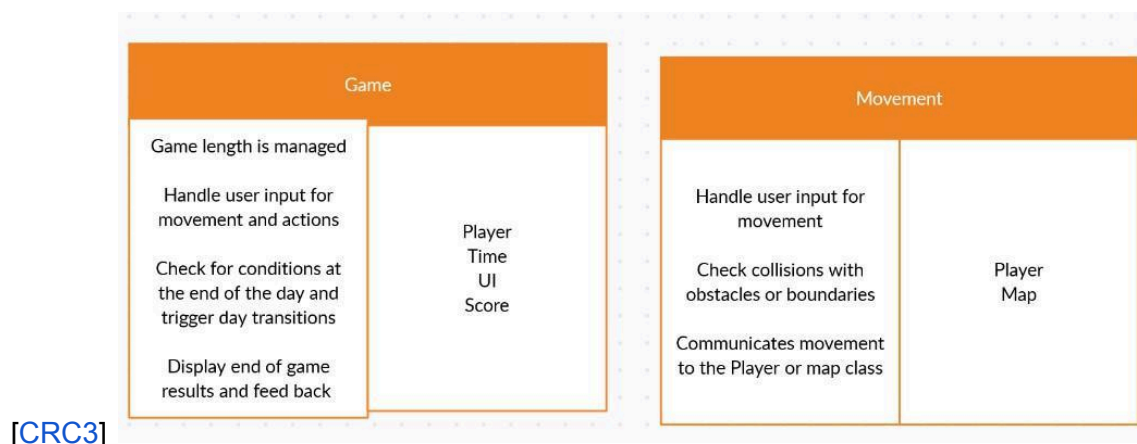 Game
Game length is managed
Handle user input for
movement and actions
Check for conditions at
the end of the day and
trigger day transitions
Display end of game
results and feed back
Player
Time
UI
Score
Movement
Handle user input for
movement
Check collisions with
obstacles or boundaries
Communicates movement
to the Player or map class
Player
Map
[CRC3]